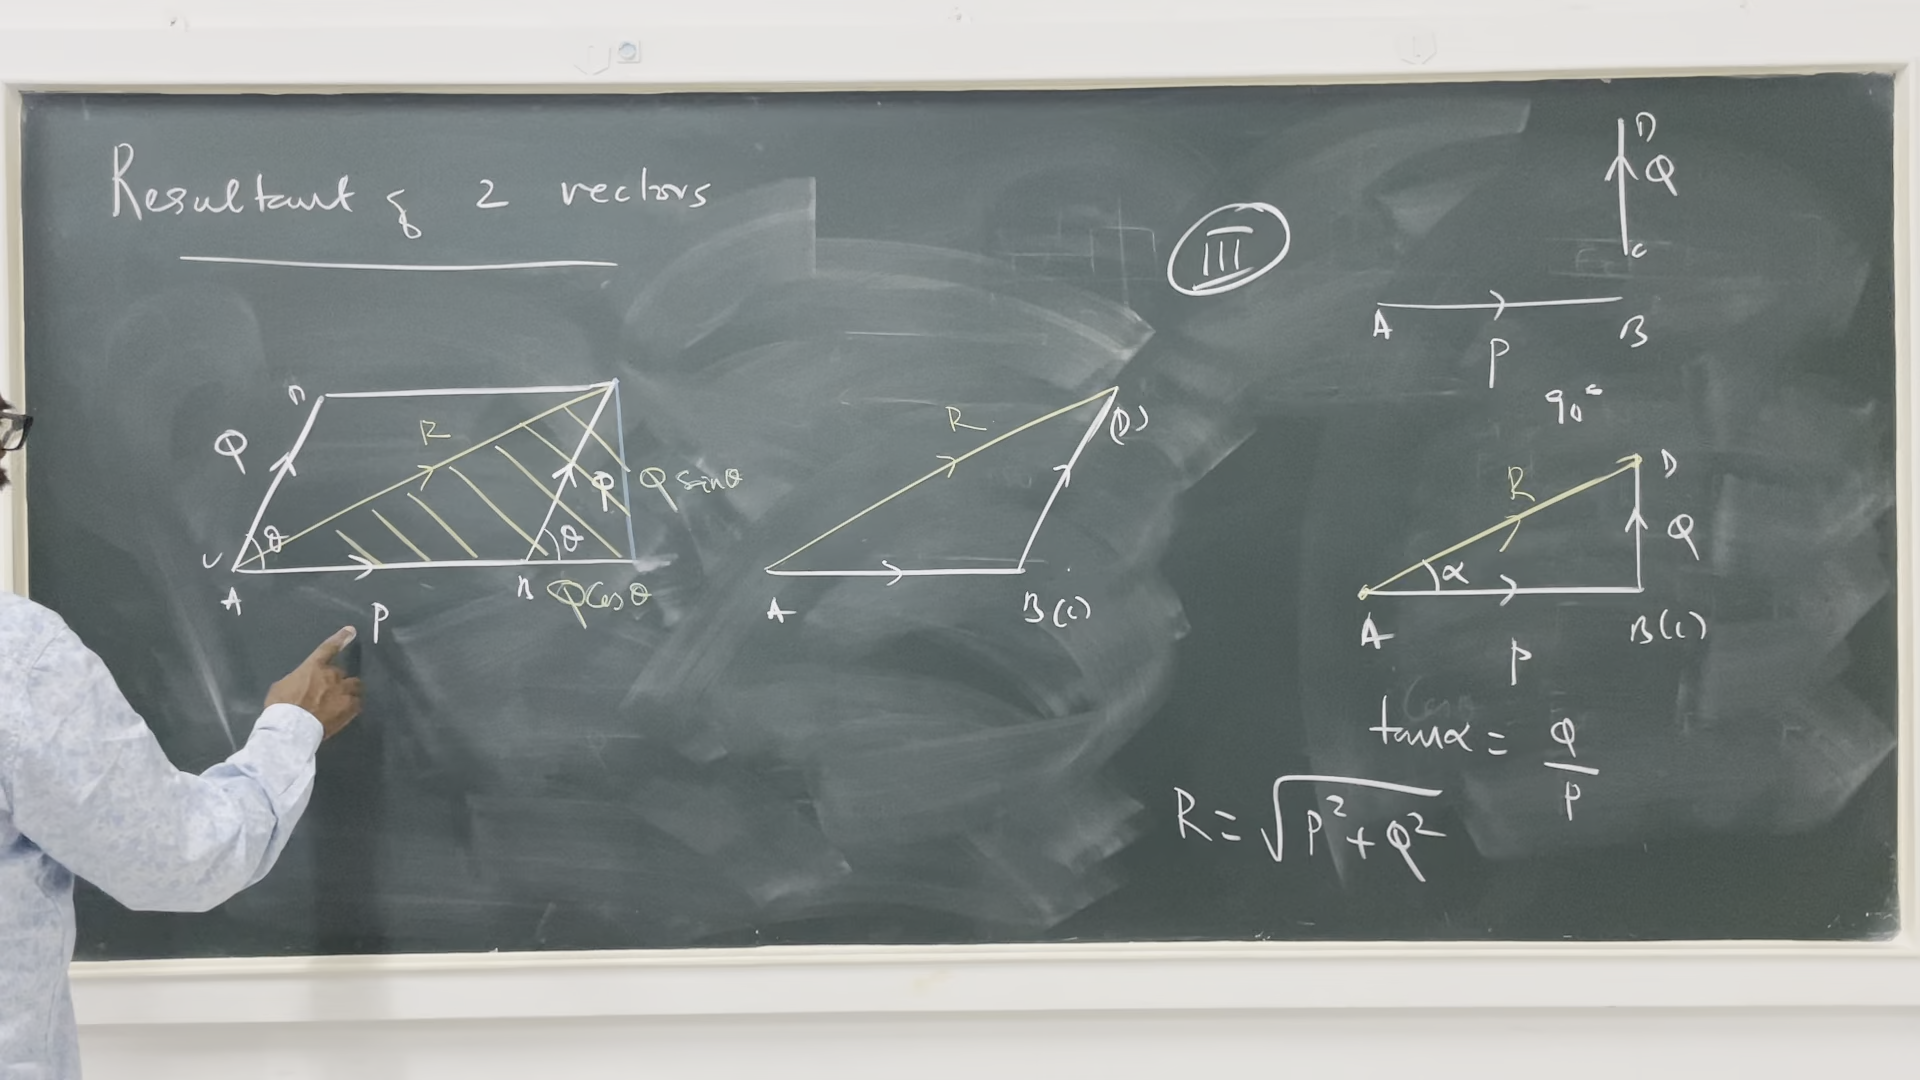 Resultant of 2 vectors
D
Q
R
θ
A
P
B
θ
Q
Q sinθ
Q Cosθ
R
(D)
A
B(C)
III
D
Q
C
A
P
B
90°
R
D
Q
α
A
P
B(C)
tanα = Q/P
R = √P²+Q²